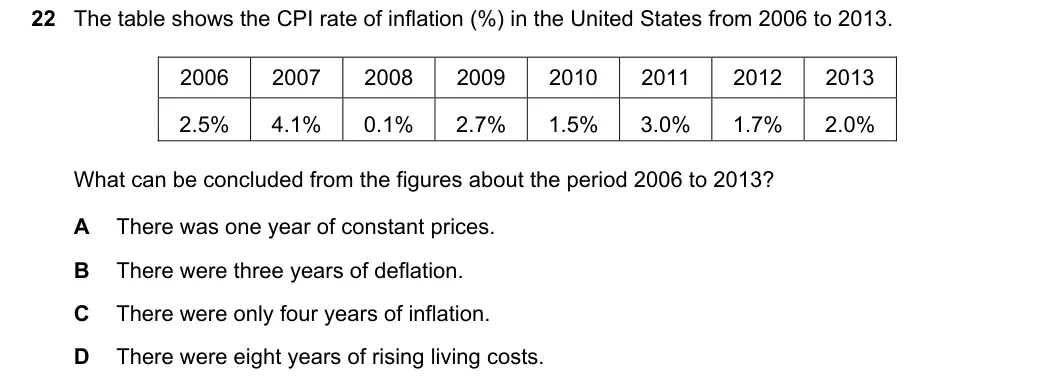 22 The table shows the CPI rate of inflation (%) in the United States from 2006 to 2013.
2006 2007 2008 2009 2010 2011 2012 2013
2.5% 4.1% 0.1% 2.7% 1.5% 3.0% 1.7% 2.0%
What can be concluded from the figures about the period 2006 to 2013?
A There was one year of constant prices.
B There were three years of deflation.
C There were only four years of inflation.
D There were eight years of rising living costs.